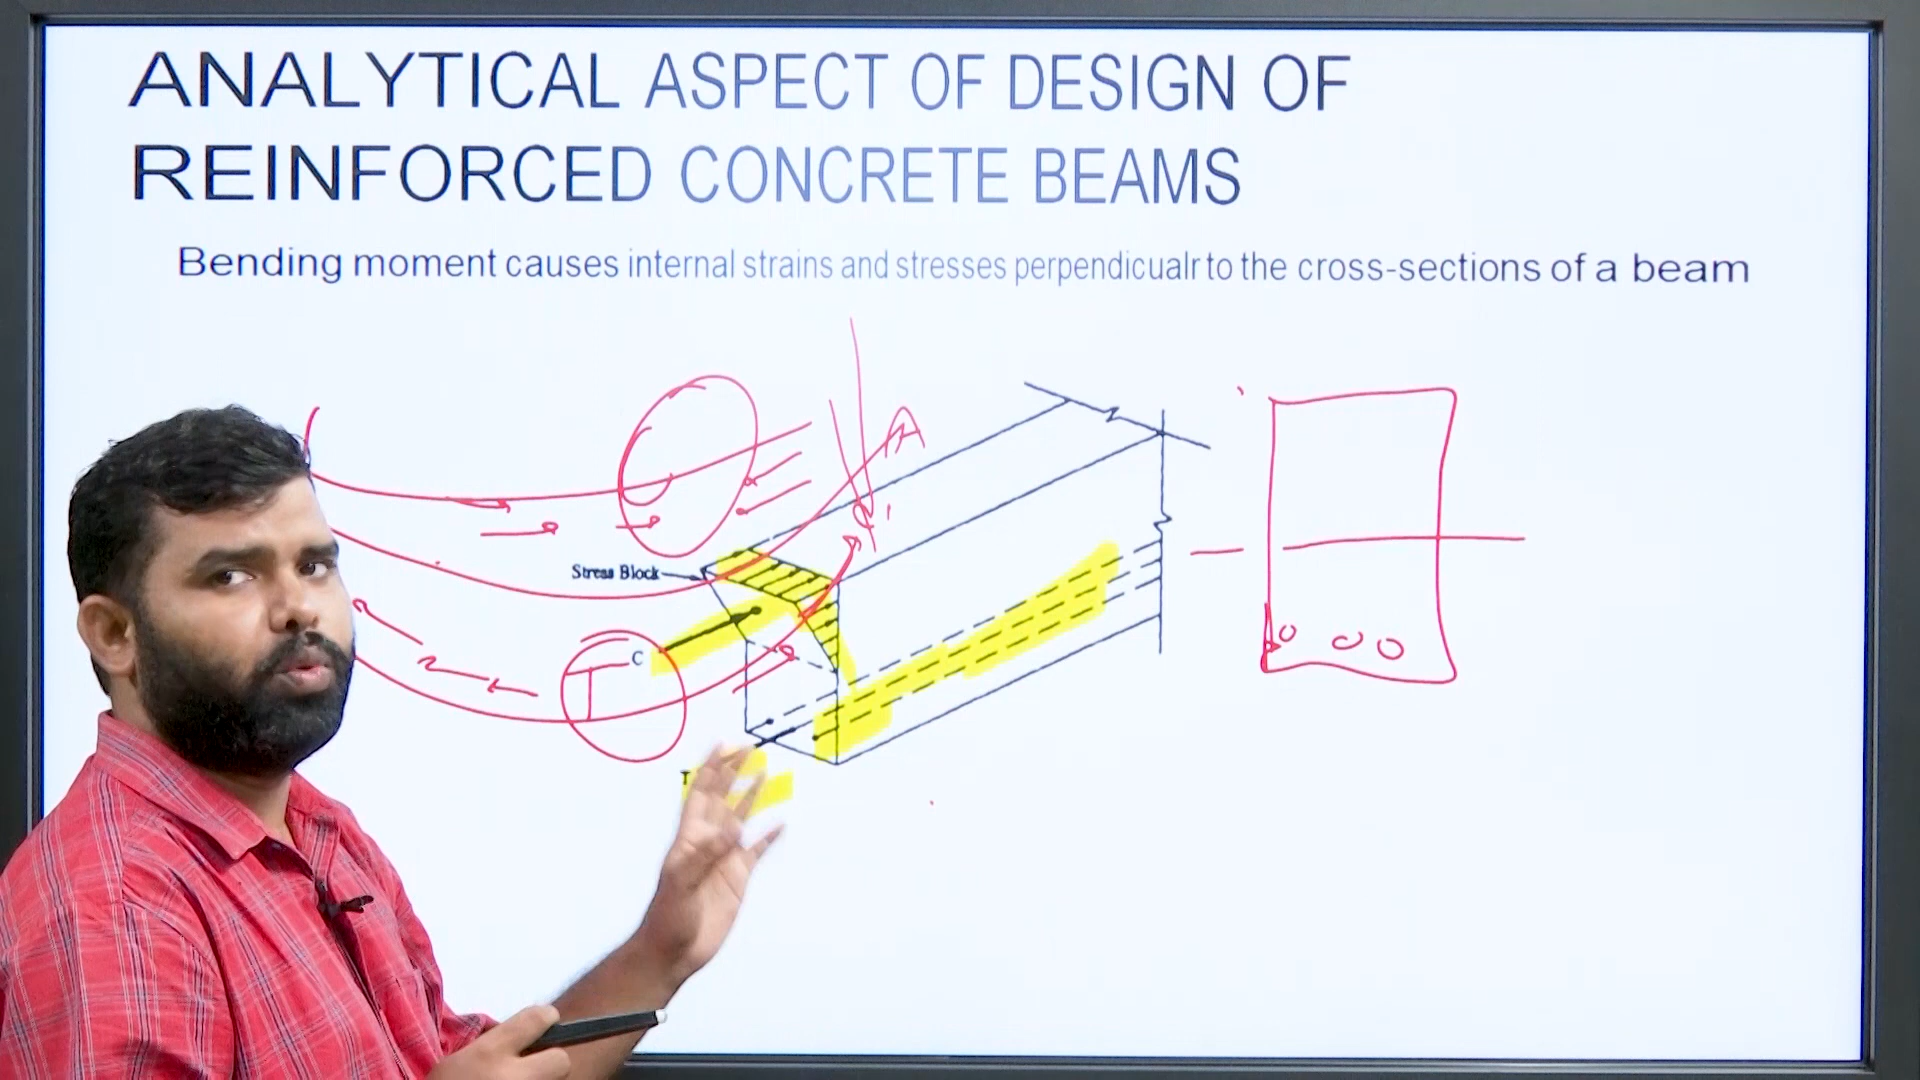 ANALYTICAL ASPECT OF DESIGN OF
REINFORCED CONCRETE BEAMS
Bending moment causes internal strains and stresses perpendicualr to the cross-sections of a beam
Stress Block
C
T
T